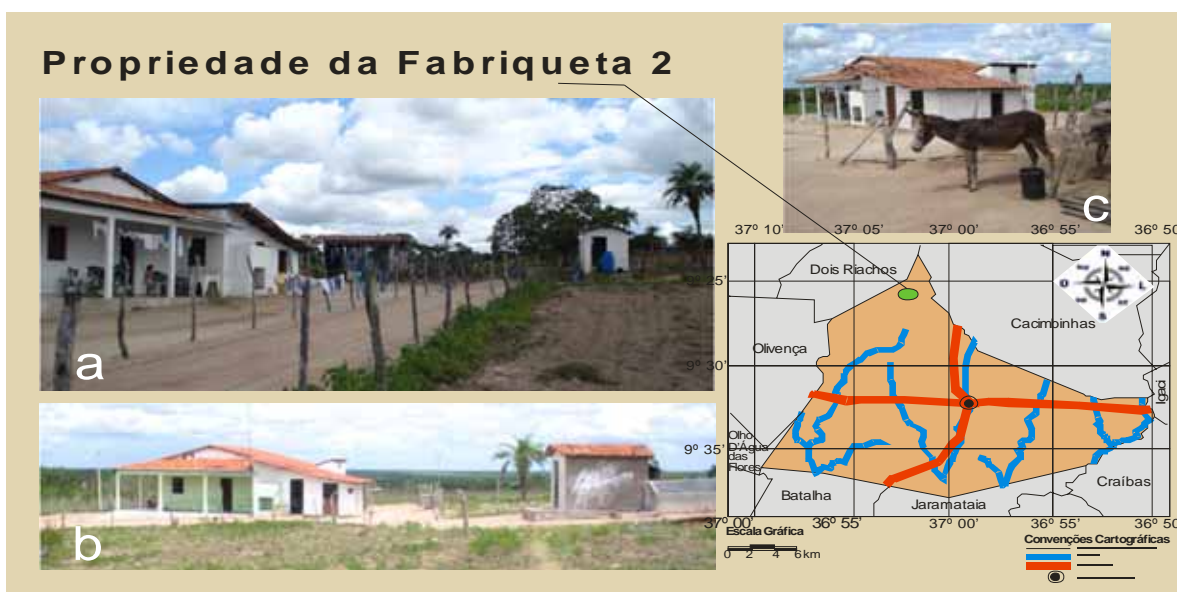 Propriedade da Fabriqueta 2
a
b
c
37º 10' 37º 05' 37º 00' 36º 55' 36º 50
9º 25'
Dois Riachos
N
O L
S
Cacimbinhas
Olivença
9º 30'
Igaci
Olho
D'Água
das
Flores
9º 35'
Batalha
Jaramataia
Craíbas
37º 00' 36º 55' 37º 00' 36º 55' 36º 50
Escala Gráfica
0 2 4 6km
Convenções Cartográficas